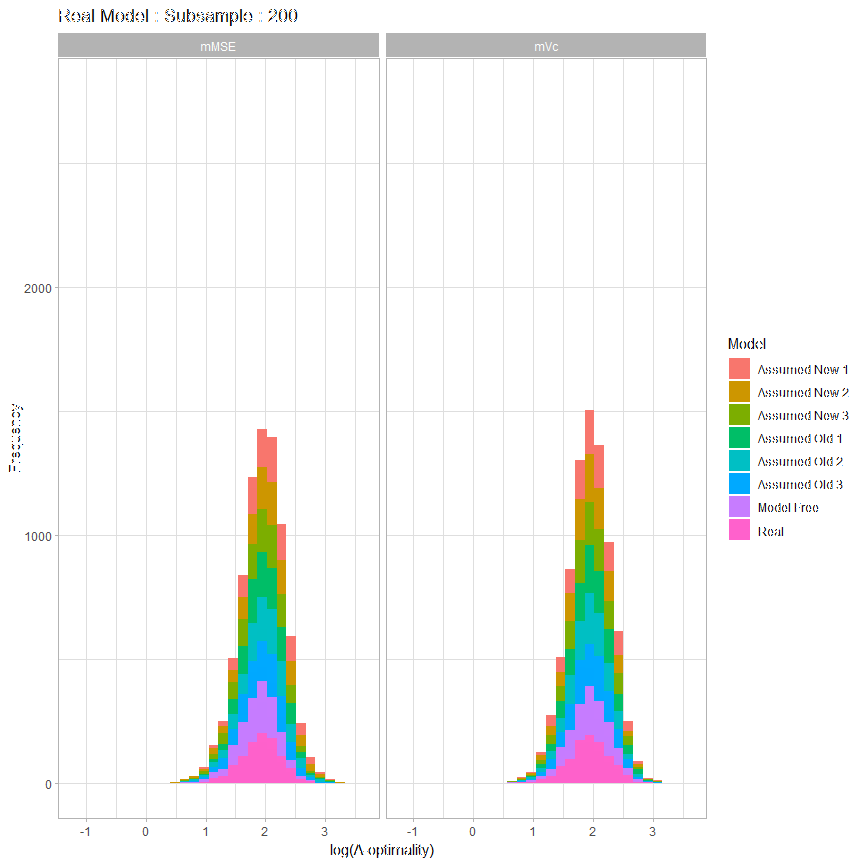 Real Model : Subsample : 200
mMSE
mVc
Frequency
2000
1000
0
-1 0 1 2 3
-1 0 1 2 3
log(A-optimality)
Model
Assumed New 1
Assumed New 2
Assumed New 3
Assumed Old 1
Assumed Old 2
Assumed Old 3
Model Free
Real